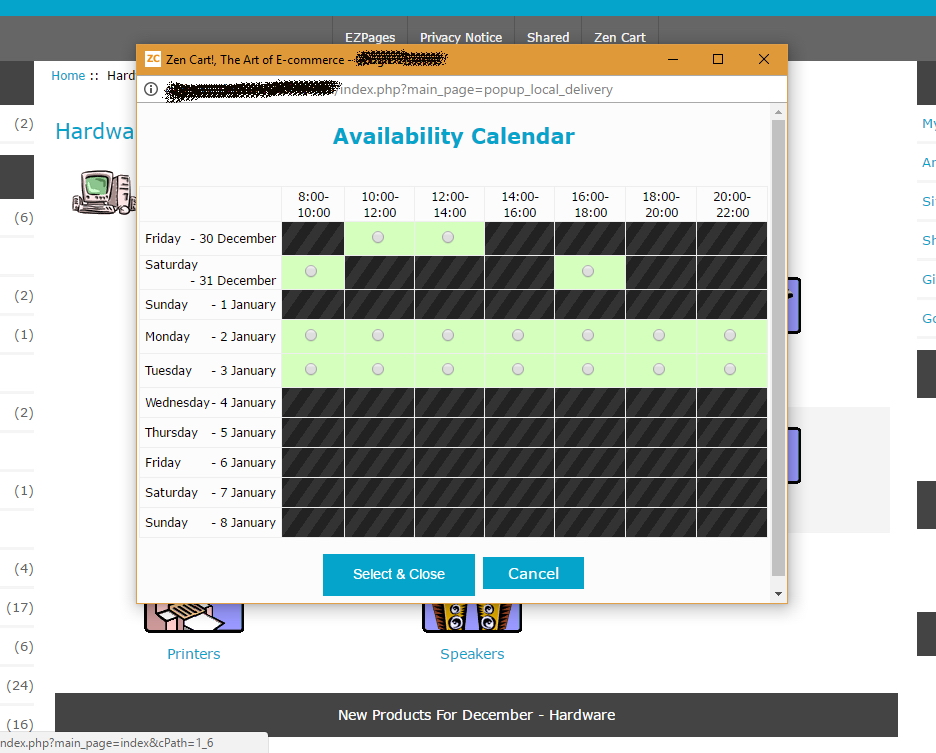 EZPages Privacy Notice Shared Zen Cart
ZC Zen Cart!, The Art of E-commerce -
/index.php?main_page=popup_local_delivery
Home :: Hard
(2)
My
Hardwa
Availability Calendar
Ar
Si
(6)
Sh
Gi
(2)
Go
(1)
(2)
(1)
(4)
(17)
(6)
(24)
(16)
8:00-10:00 10:00-12:00 12:00-14:00 14:00-16:00 16:00-18:00 18:00-20:00 20:00-22:00
Friday - 30 December
Saturday
- 31 December
Sunday - 1 January
Monday - 2 January
Tuesday - 3 January
Wednesday - 4 January
Thursday - 5 January
Friday - 6 January
Saturday - 7 January
Sunday - 8 January
Select & Close Cancel
Printers Speakers
New Products For December - Hardware
ndex.php?main_page=index&cPath=1_6